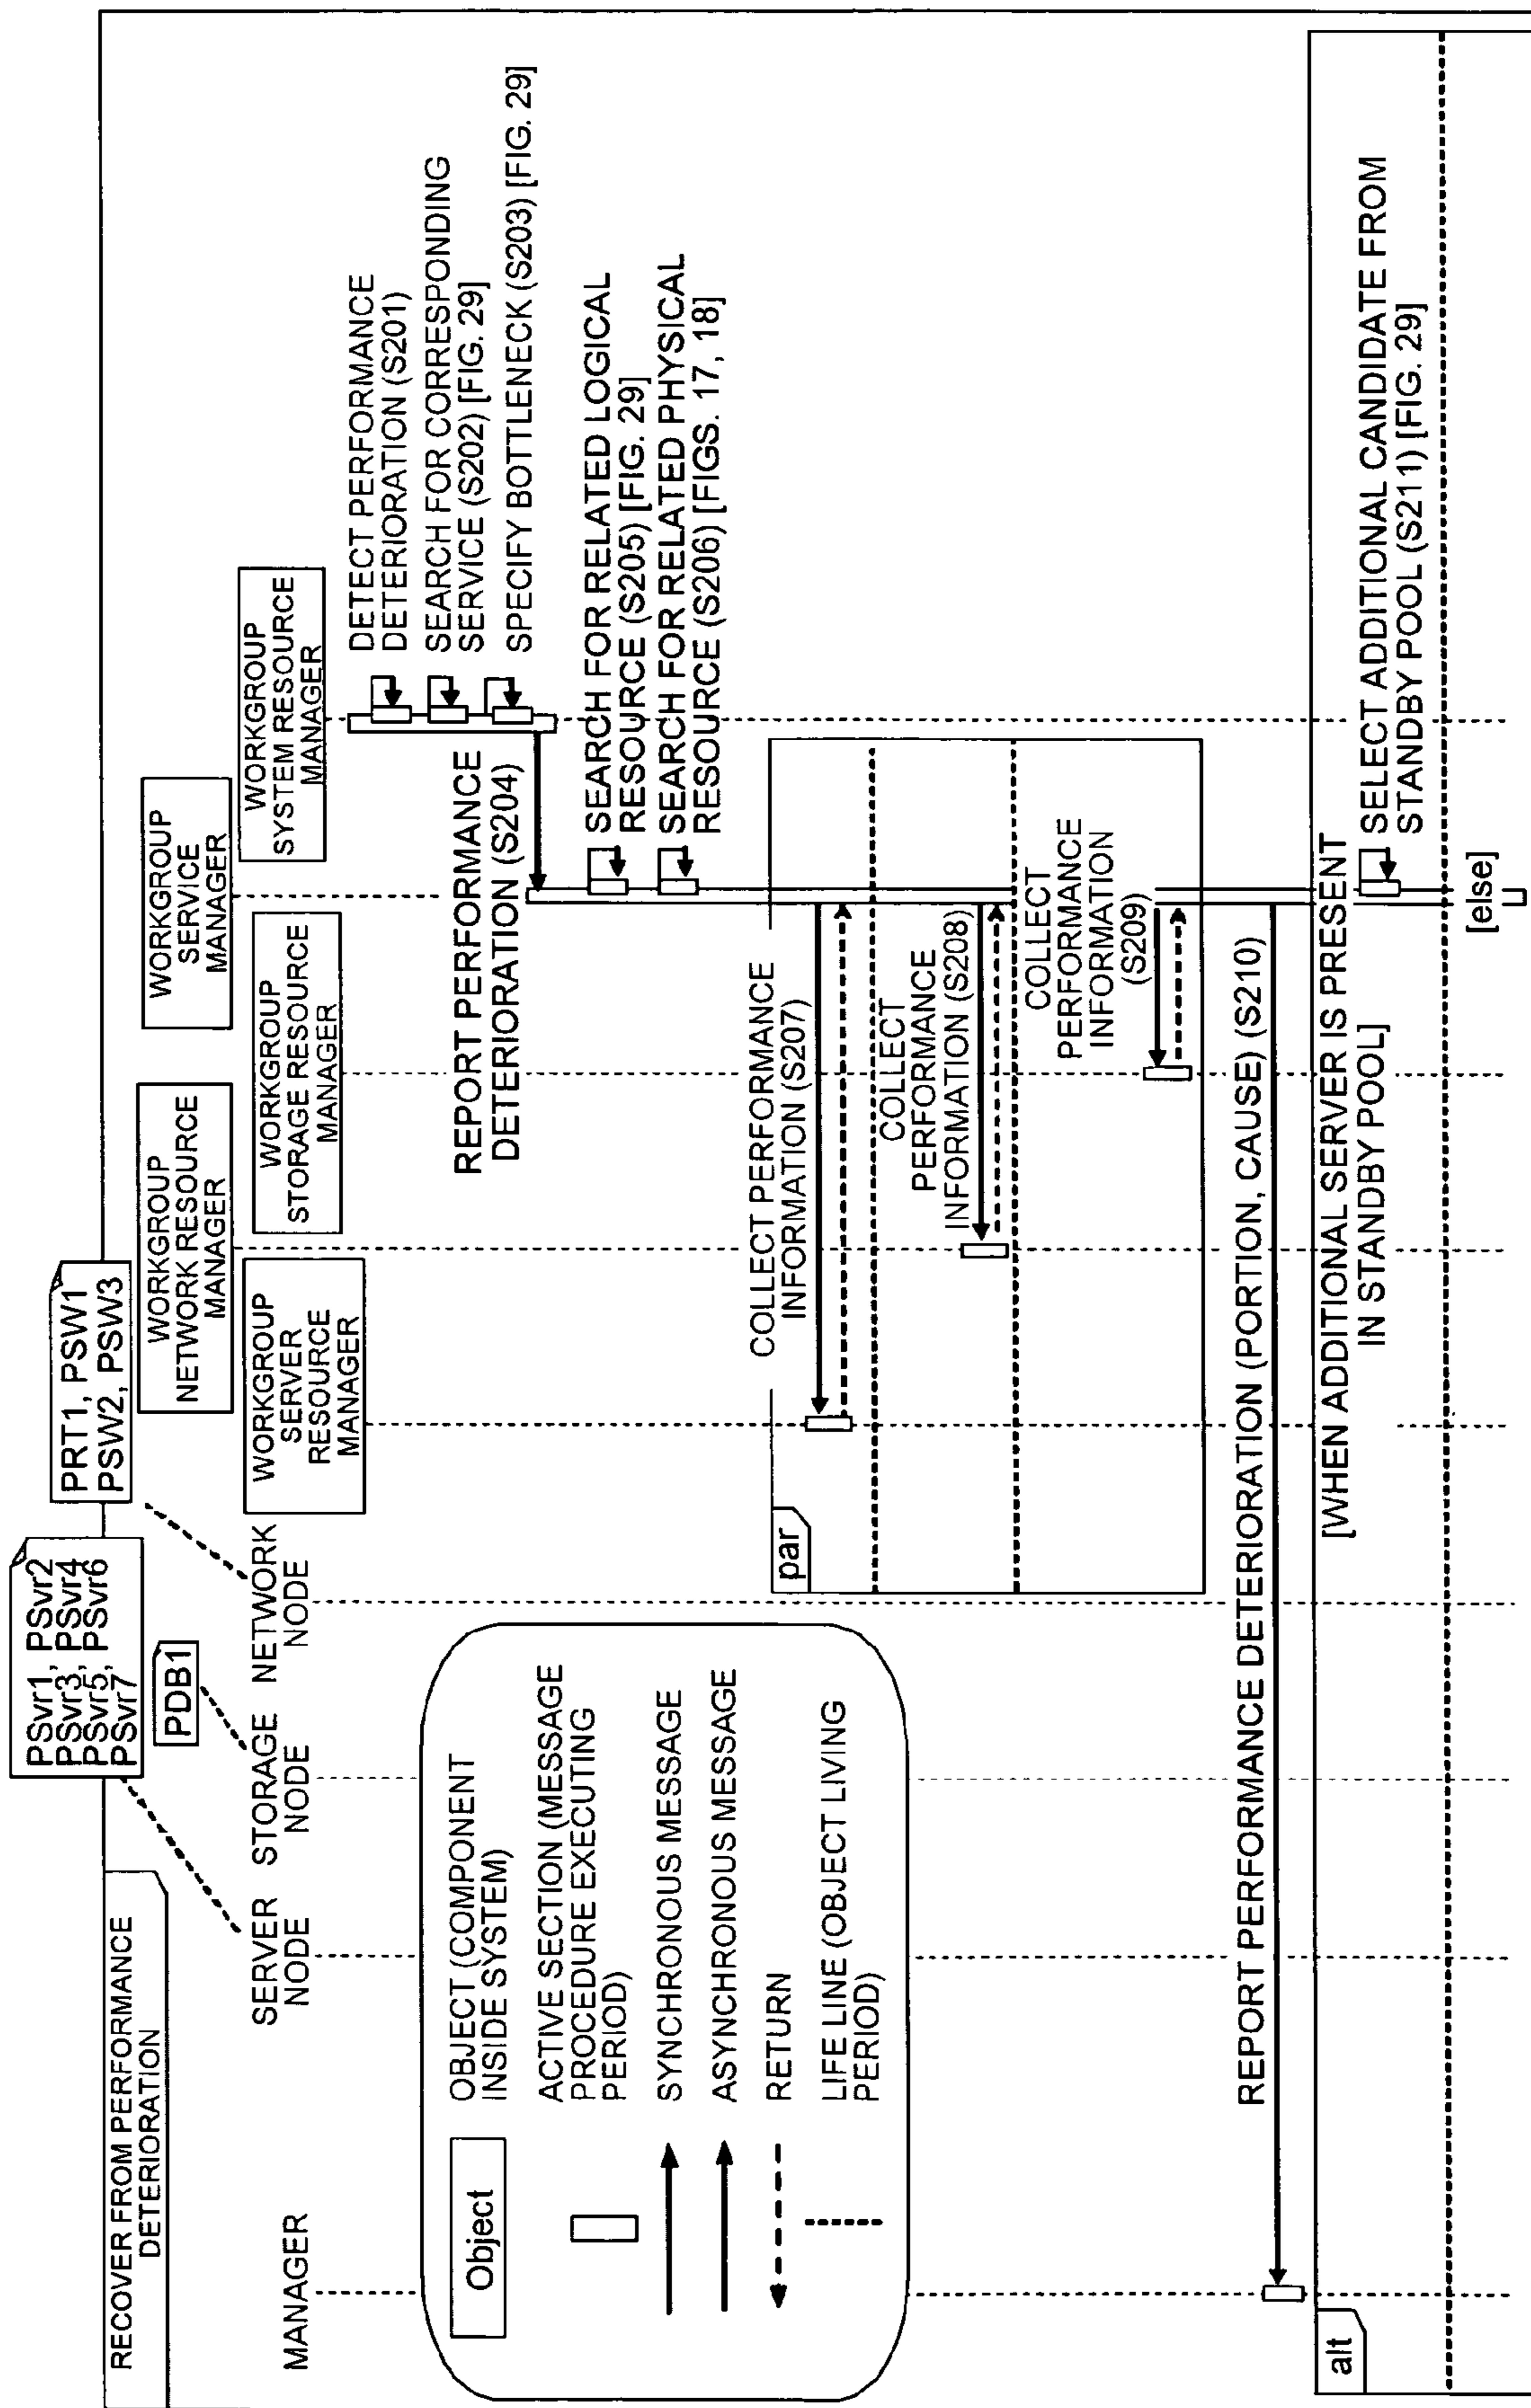 RECOVER FROM PERFORMANCE
DETERIORATION
PSvr1, PSvr2
PSvr3, PSvr4
PSvr5, PSvr6
PSvr7
PDB1
PRT1, PSW1
PSW2, PSW3
MANAGER
SERVER
NODE
STORAGE
NODE
NETWORK
NODE
WORKGROUP
SERVER
RESOURCE
MANAGER
WORKGROUP
NETWORK RESOURCE
MANAGER
WORKGROUP
STORAGE RESOURCE
MANAGER
WORKGROUP
SERVICE
MANAGER
WORKGROUP
SYSTEM RESOURCE
MANAGER
Object
OBJECT (COMPONENT
INSIDE SYSTEM)
ACTIVE SECTION (MESSAGE
PROCEDURE EXECUTING
PERIOD)
SYNCHRONOUS MESSAGE
ASYNCHRONOUS MESSAGE
RETURN
LIFE LINE (OBJECT LIVING
PERIOD)
DETECT PERFORMANCE
DETERIORATION (S201)
SEARCH FOR CORRESPONDING
SERVICE (S202) [FIG. 29]
SPECIFY BOTTLENECK (S203) [FIG. 29]
REPORT PERFORMANCE
DETERIORATION (S204)
SEARCH FOR RELATED LOGICAL
RESOURCE (S205) [FIG. 29]
SEARCH FOR RELATED PHYSICAL
RESOURCE (S206) [FIGS. 17, 18]
par
COLLECT PERFORMANCE
INFORMATION (S207)
COLLECT
PERFORMANCE
INFORMATION (S208)
COLLECT
PERFORMANCE
INFORMATION
(S209)
REPORT PERFORMANCE DETERIORATION (PORTION, CAUSE) (S210)
alt
[WHEN ADDITIONAL SERVER IS PRESENT
IN STANDBY POOL]
SELECT ADDITIONAL CANDIDATE FROM
STANDBY POOL (S211) [FIG. 29]
[else]